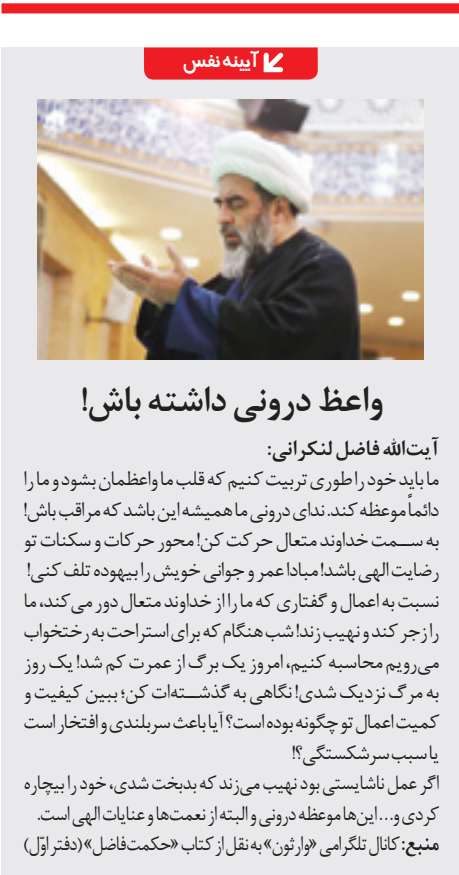 آیینه نفس
واعظ درونی داشته باش!
آیت‌الله فاضل لنکرانی:
ما باید خود را طوری تربیت کنیم که قلب ما واعظمان بشود و ما را
دائماً موعظه کند. ندای درونی ما همیشه این باشد که مراقب باش!
به سـمت خداوند متعال حرکت کن! محور حرکات و سکنات تو
رضایت الهی باشد! مبادا عمر و جوانی خویش را بیهوده تلف کنی!
نسبت به اعمال و گفتاری که ما را از خداوند متعال دور می‌کند، ما
را زجر کند و نهیب زند! شب هنگام که برای استراحت به رختخواب
می‌رویم محاسبه کنیم، امروز یک برگ از عمرت کم شد! یک روز
به مرگ نزدیک شدی! نگاهی به گذشـته‌ات کن؛ ببین کیفیت و
کمیت اعمال تو چگونه بوده است؟ آیا باعث سربلندی و افتخار است
یا سبب سرشکستگی؟!
اگر عمل ناشایستی بود نهیب می‌زند که بدبخت شدی، خود را بیچاره
کردی و... این‌ها موعظه درونی و البته از نعمت‌ها و عنایات الهی است.
منبع: کانال تلگرامی «وارثون» به نقل از کتاب «حکمت فاضل» (دفتر اوّل)